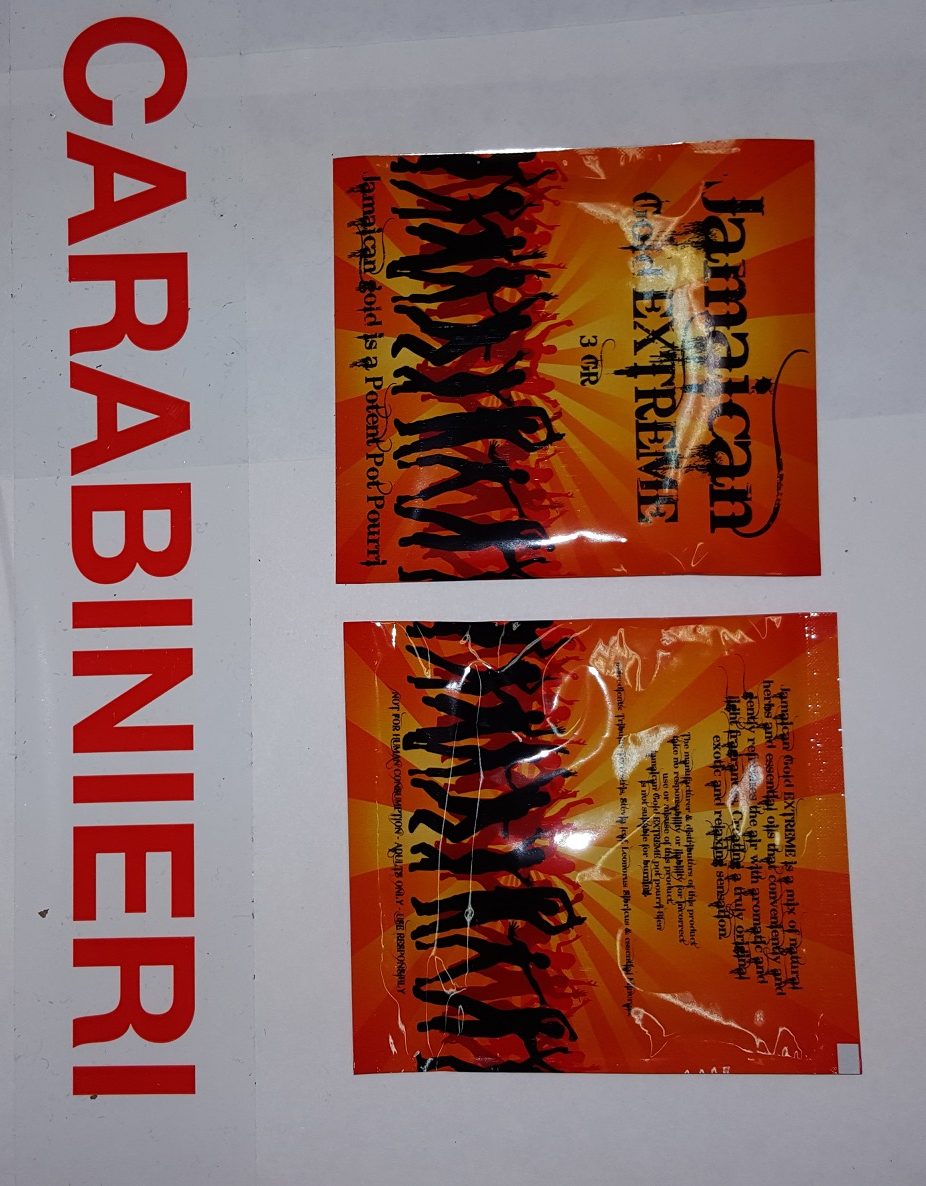 Jamaican
Gold EXTREME
3 GR
Jamaican Gold is a Potent Pot Pourri
Jamaican Gold EXTREME is a mix of natural
herbs and essential oils that conveniently and
gently refreshes the air with aromatic and
light fragrance. Creating a truly original
exotic and relaxing sensation.
The manufacturer & distributors of this product
take no responsibility or liability for incorrect
use or misuse of this product
Jamaican Gold EXTREME pot pourri
is not suitable for burning
Ingredients: Leonurus Sibiricus &
NOT FOR HUMAN CONSUMPTION - ADULTS ONLY - USE RESPONSIBLY
CARABINIERI